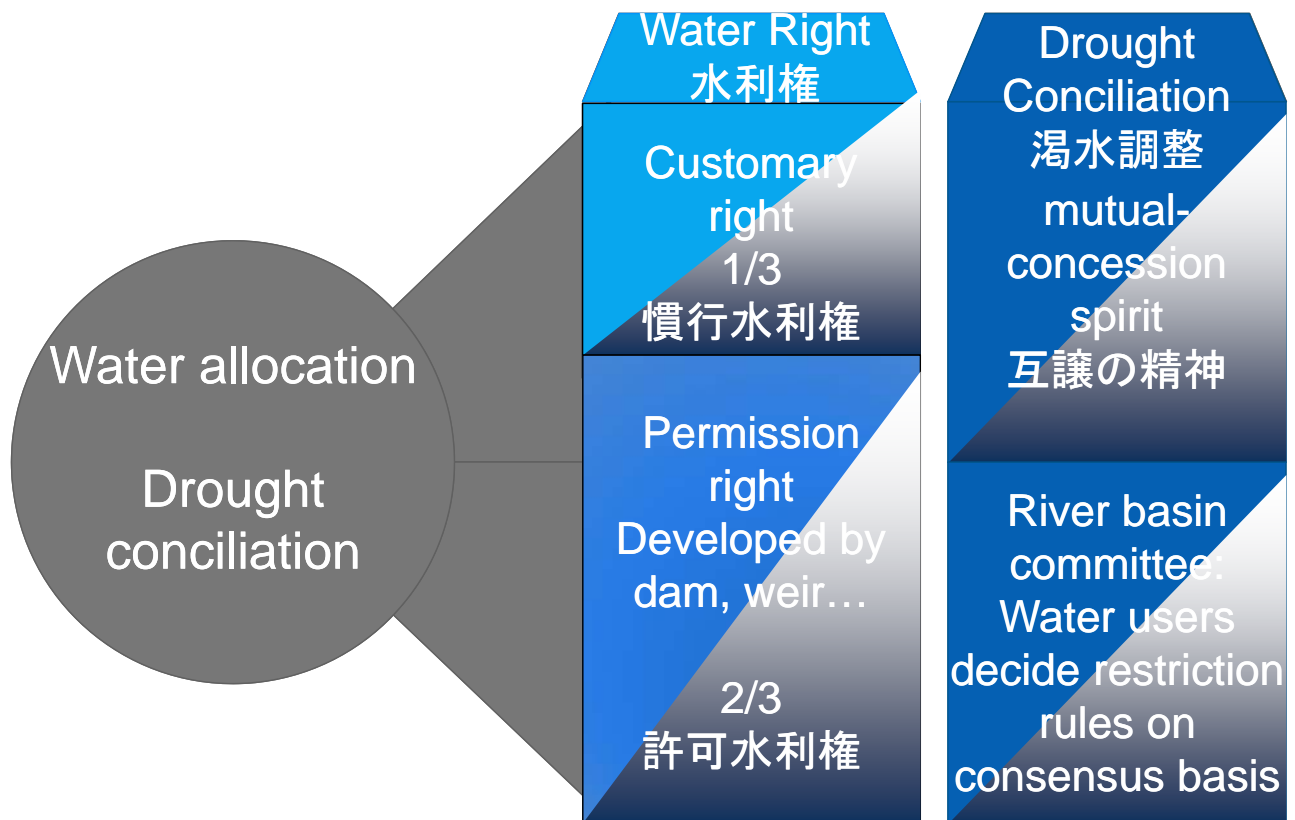 Water allocation
Drought
conciliation
Water Right
水利権
Customary
right
1/3
慣行水利権
Permission
right
Developed by
dam, weir…
2/3
許可水利権
Drought
Conciliation
渇水調整
mutual-
concession
spirit
互譲の精神
River basin
committee:
Water users
decide restriction
rules on
consensus basis